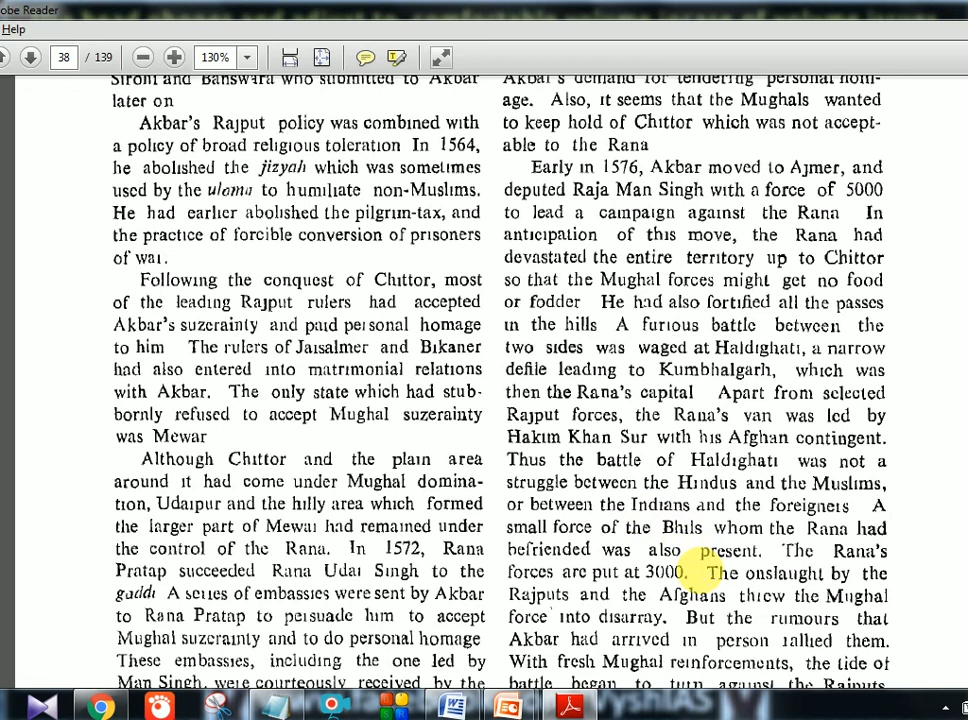 obe Reader
Help
38 / 139
130%
Sirohi and Banswara who submitted to Akbar
later on
Akbar's Rajput policy was combined with
a policy of broad religious toleration In 1564,
he abolished the jizyah which was sometimes
used by the ulama to humiliate non-Muslims.
He had earlier abolished the pilgrim-tax, and
the practice of forcible conversion of prisoners
of war.
Following the conquest of Chittor, most
of the leading Rajput rulers had accepted
Akbar's suzerainty and paid personal homage
to him The rulers of Jaisalmer and Bikaner
had also entered into matrimonial relations
with Akbar. The only state which had stub-
bornly refused to accept Mughal suzerainty
was Mewar
Although Chittor and the plain area
around it had come under Mughal domina-
tion, Udaipur and the hilly area which formed
the larger part of Mewar had remained under
the control of the Rana. In 1572, Rana
Pratap succeeded Rana Udai Singh to the
gaddi A series of embassies were sent by Akbar
to Rana Pratap to persuade him to accept
Mughal suzerainty and to do personal homage
These embassies, including the one led by
Man Singh, were courteously received by the
Akbar's demand for tendering personal hom-
age. Also, it seems that the Mughals wanted
to keep hold of Chittor which was not accept-
able to the Rana
Early in 1576, Akbar moved to Ajmer, and
deputed Raja Man Singh with a force of 5000
to lead a campaign against the Rana In
anticipation of this move, the Rana had
devastated the entire territory up to Chittor
so that the Mughal forces might get no food
or fodder He had also fortified all the passes
in the hills A furious battle between the
two sides was waged at Haldighati, a narrow
defile leading to Kumbhalgarh, which was
then the Rana's capital Apart from selected
Rajput forces, the Rana's van was led by
Hakim Khan Sur with his Afghan contingent.
Thus the battle of Haldighati was not a
struggle between the Hindus and the Muslims,
or between the Indians and the foreigners A
small force of the Bhils whom the Rana had
befriended was also present. The Rana's
forces are put at 3000. The onslaught by the
Rajputs and the Afghans threw the Mughal
force into disarray. But the rumours that
Akbar had arrived in person rallied them.
With fresh Mughal reinforcements, the tide of
battle began to turn against the Rajputs